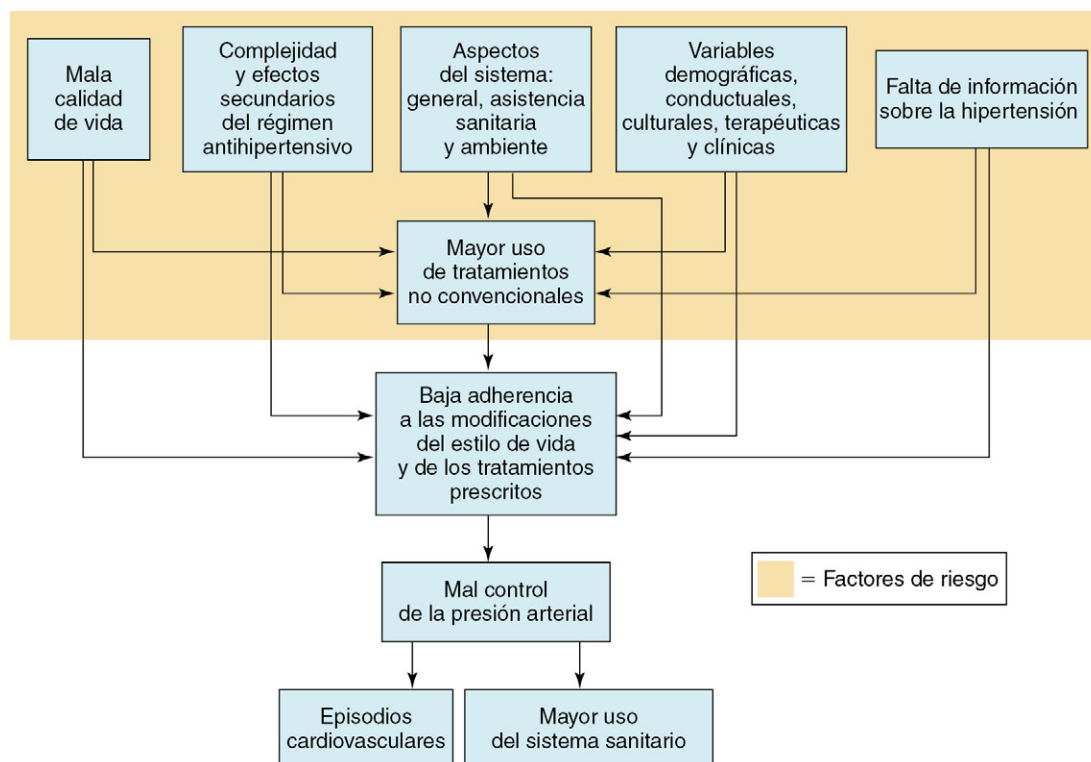 Mala
calidad
de vida
Complejidad
y efectos
secundarios
del régimen
antihipertensivo
Aspectos
del sistema:
general, asistencia
sanitaria
y ambiente
Variables
demográficas,
conductuales,
culturales, terapéuticas
y clínicas
Falta de información
sobre la hipertensión
Mayor uso
de tratamientos
no convencionales
Baja adherencia
a las modificaciones
del estilo de vida
y de los tratamientos
prescritos
Mal control
de la presión arterial
= Factores de riesgo
Episodios
cardiovasculares
Mayor uso
del sistema sanitario